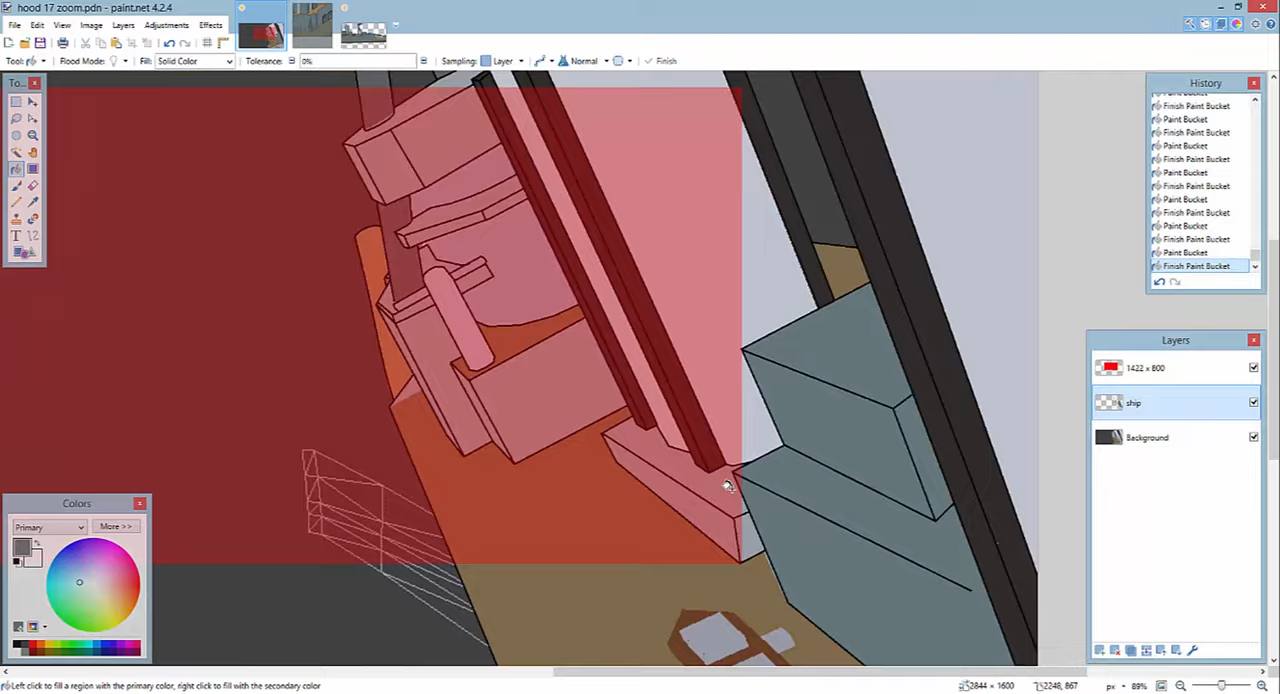 hood 17 zoom.pdn - paint.net 4.2.4
File Edit View Image Layers Adjustments Effects
Tool: Flood Mode: Fill: Solid Color Tolerance: 0% Sampling: Layer Normal Finish
To...
History
Finish Paint Bucket
Paint Bucket
Finish Paint Bucket
Paint Bucket
Finish Paint Bucket
Paint Bucket
Finish Paint Bucket
Paint Bucket
Finish Paint Bucket
Paint Bucket
Finish Paint Bucket
Paint Bucket
Finish Paint Bucket
Layers
1422 x 800
ship
Background
Colors
Primary More >>
Left click to fill a region with the primary color, right click to fill with the secondary color
2844 × 1600 2248, 867 px 89%